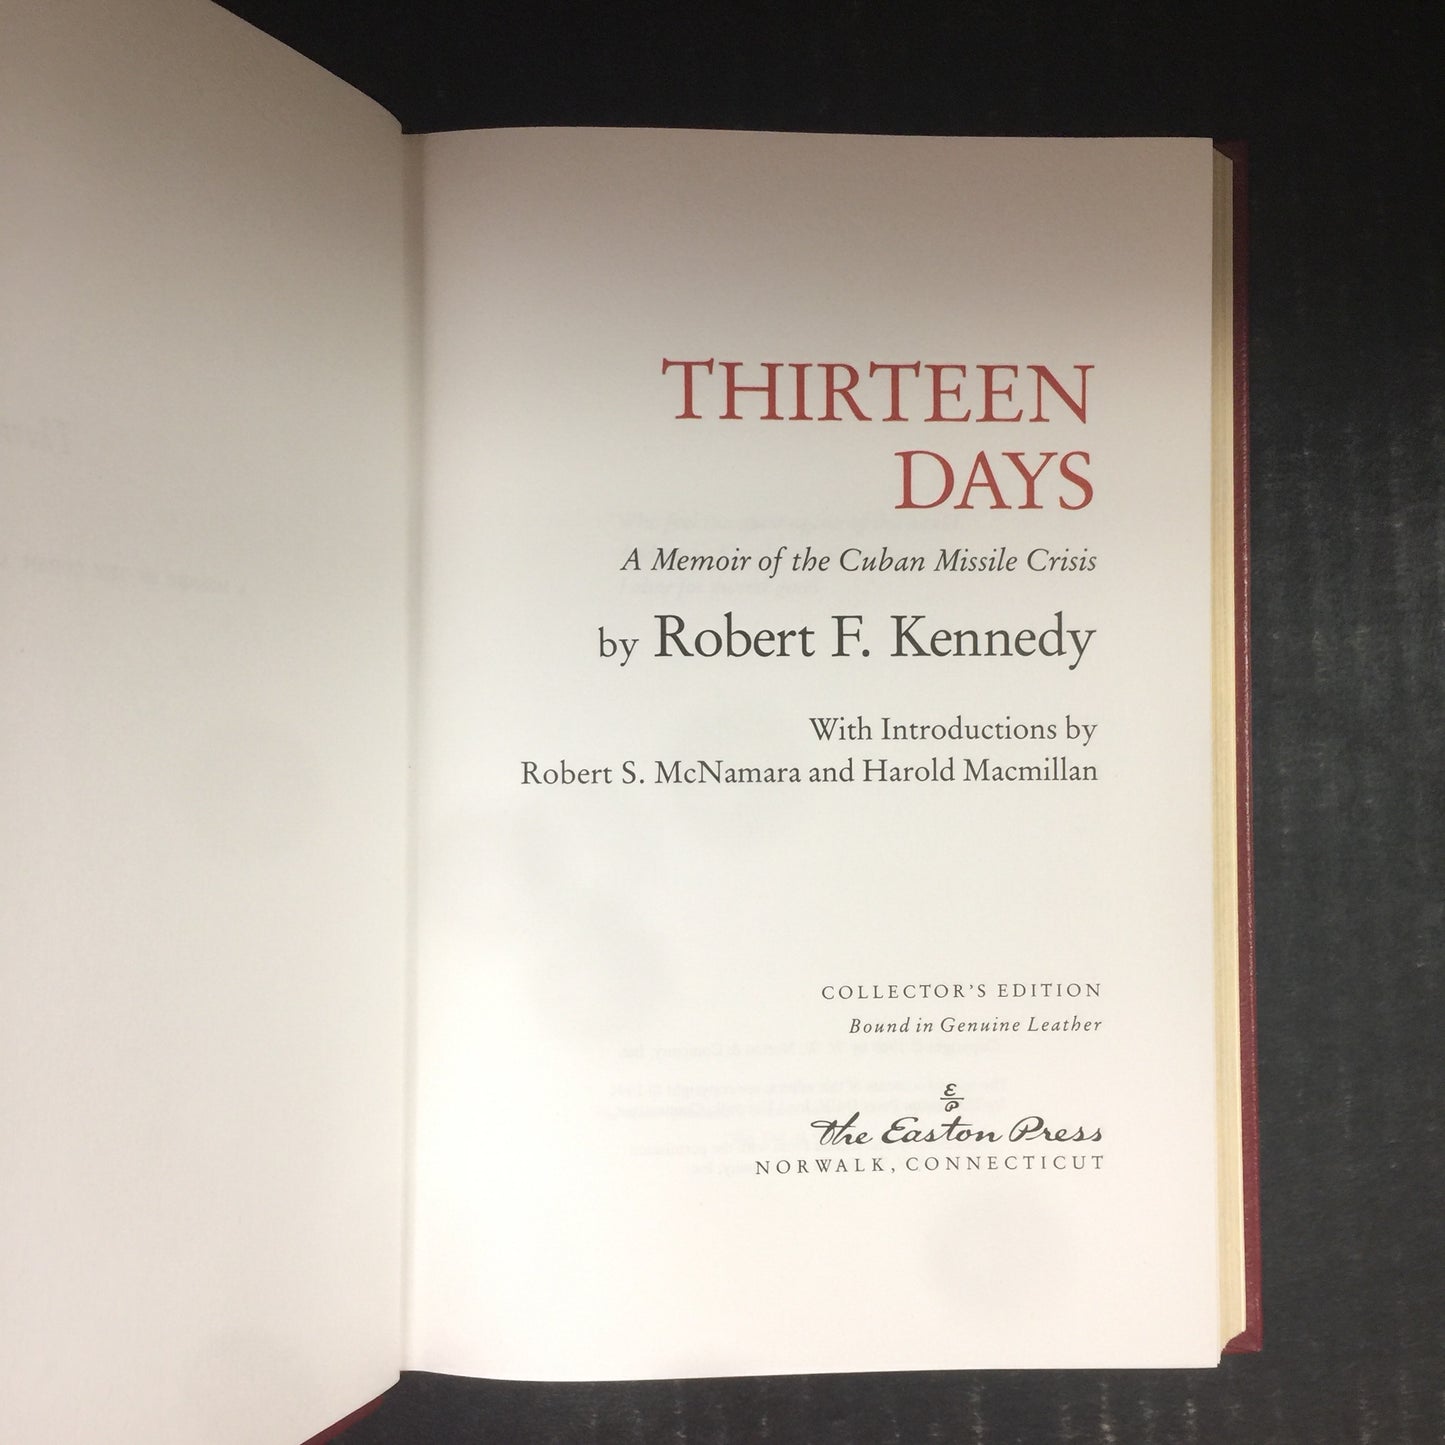 THIRTEEN
DAYS
A Memoir of the Cuban Missile Crisis
by Robert F. Kennedy
With Introductions by
Robert S. McNamara and Harold Macmillan
COLLECTOR'S EDITION
Bound in Genuine Leather
E
P
The Easton Press
NORWALK, CONNECTICUT